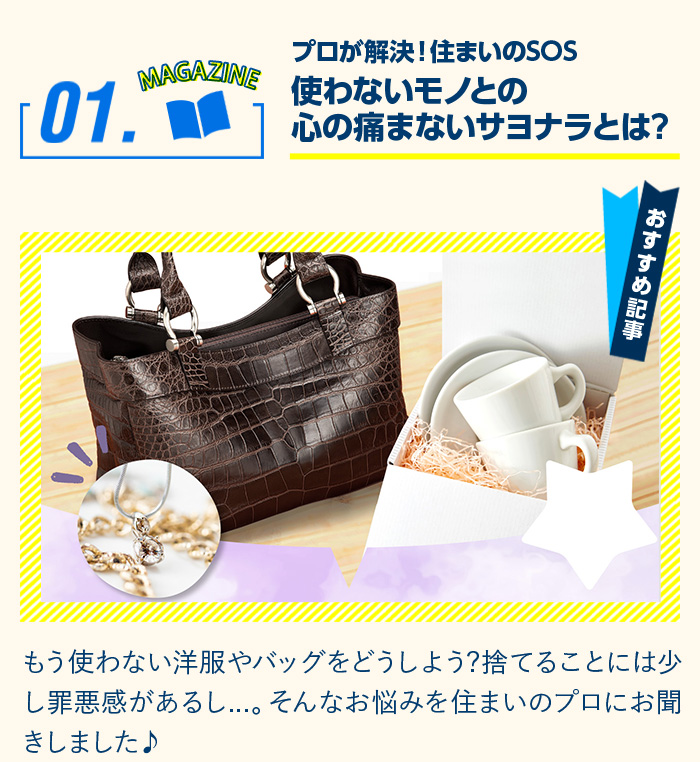 01.
MAGAZINE
プロが解決！住まいのSOS
使わないモノとの
心の痛まないサヨナラとは？
おすすめ記事
もう使わない洋服やバッグをどうしよう？捨てることには少
し罪悪感があるし...。そんなお悩みを住まいのプロにお聞
きしました♪